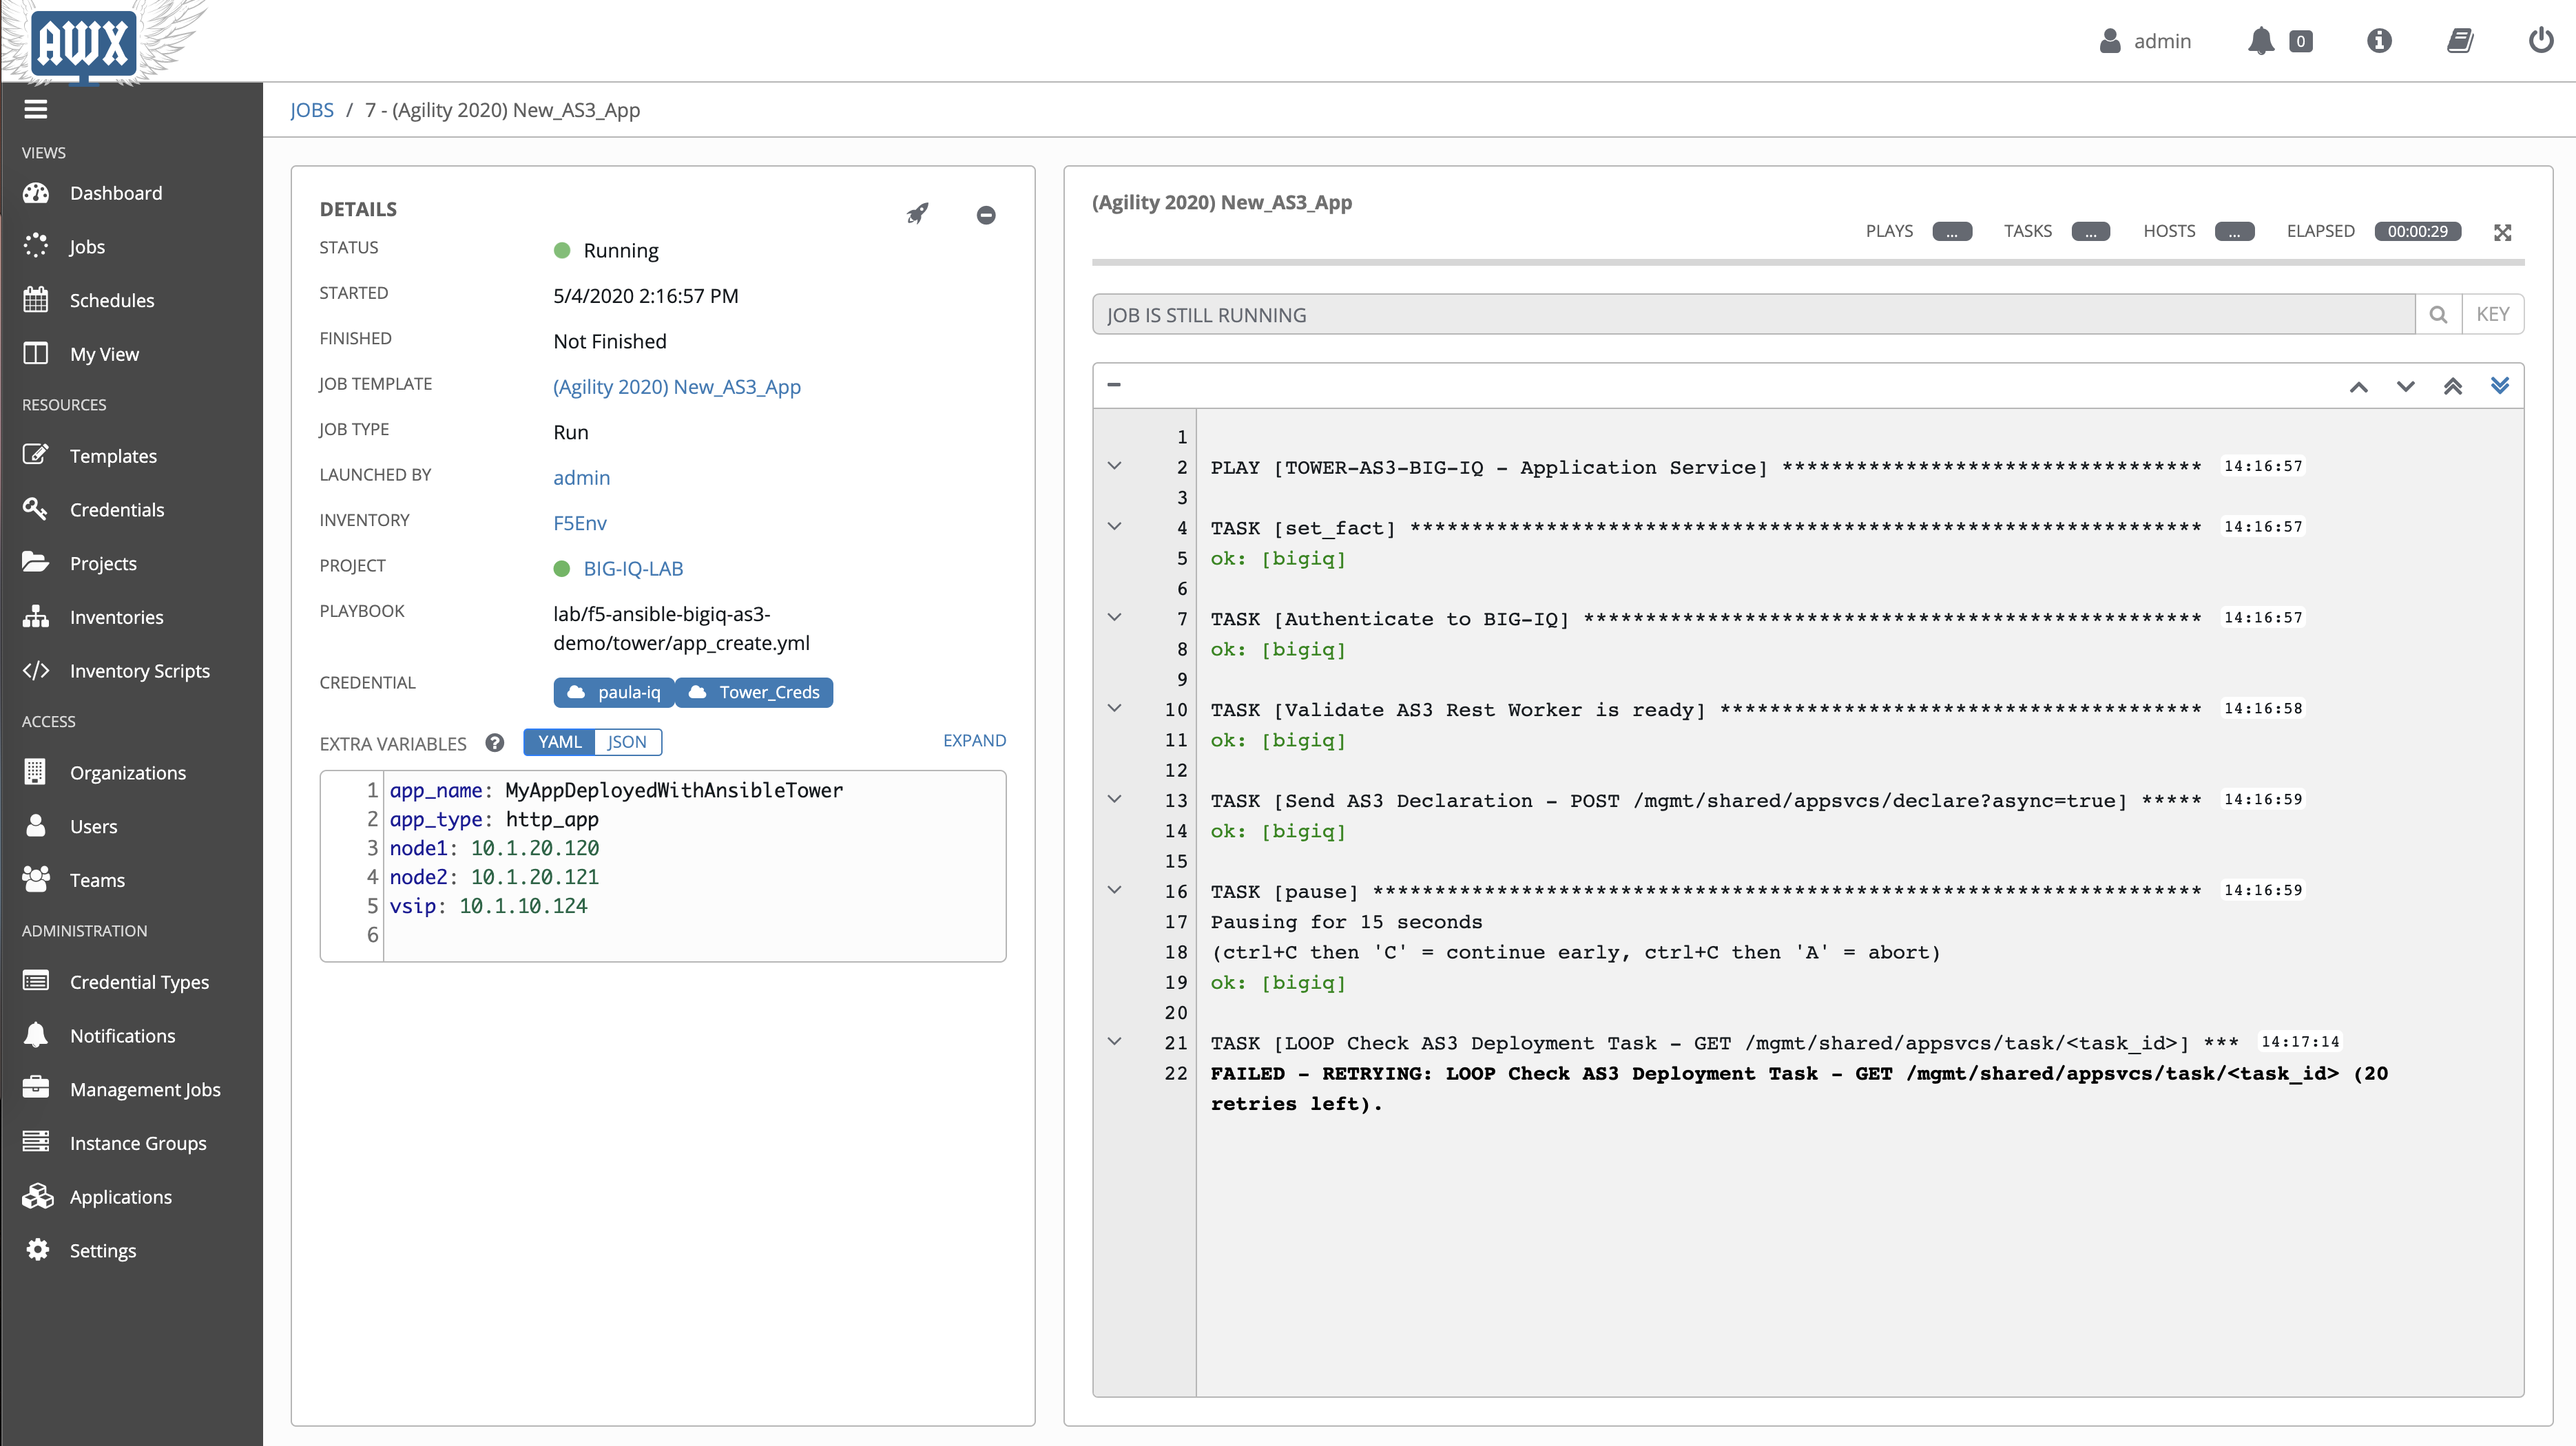 AWX
admin
0
VIEWS
Dashboard
Jobs
Schedules
My View
RESOURCES
Templates
Credentials
Projects
Inventories
Inventory Scripts
ACCESS
Organizations
Users
Teams
ADMINISTRATION
Credential Types
Notifications
Management Jobs
Instance Groups
Applications
Settings
JOBS / 7 - (Agility 2020) New_AS3_App
DETAILS
STATUS Running
STARTED 5/4/2020 2:16:57 PM
FINISHED Not Finished
JOB TEMPLATE (Agility 2020) New_AS3_App
JOB TYPE Run
LAUNCHED BY admin
INVENTORY F5Env
PROJECT BIG-IQ-LAB
PLAYBOOK lab/f5-ansible-bigiq-as3-
demo/tower/app_create.yml
CREDENTIAL paula-iq Tower_Creds
EXTRA VARIABLES ? YAML JSON EXPAND
1 app_name: MyAppDeployedWithAnsibleTower
2 app_type: http_app
3 node1: 10.1.20.120
4 node2: 10.1.20.121
5 vsip: 10.1.10.124
6
(Agility 2020) New_AS3_App
PLAYS ... TASKS ... HOSTS ... ELAPSED 00:00:29
JOB IS STILL RUNNING KEY
1
2 PLAY [TOWER-AS3-BIG-IQ - Application Service] ********************************** 14:16:57
3
4 TASK [set_fact] **************************************************************** 14:16:57
5 ok: [bigiq]
6
7 TASK [Authenticate to BIG-IQ] ************************************************** 14:16:57
8 ok: [bigiq]
9
10 TASK [Validate AS3 Rest Worker is ready] *************************************** 14:16:58
11 ok: [bigiq]
12
13 TASK [Send AS3 Declaration - POST /mgmt/shared/appsvcs/declare?async=true] ***** 14:16:59
14 ok: [bigiq]
15
16 TASK [pause] ******************************************************************* 14:16:59
17 Pausing for 15 seconds
18 (ctrl+C then 'C' = continue early, ctrl+C then 'A' = abort)
19 ok: [bigiq]
20
21 TASK [LOOP Check AS3 Deployment Task - GET /mgmt/shared/appsvcs/task/<task_id>] *** 14:17:14
22 FAILED - RETRYING: LOOP Check AS3 Deployment Task - GET /mgmt/shared/appsvcs/task/<task_id> (20
retries left).